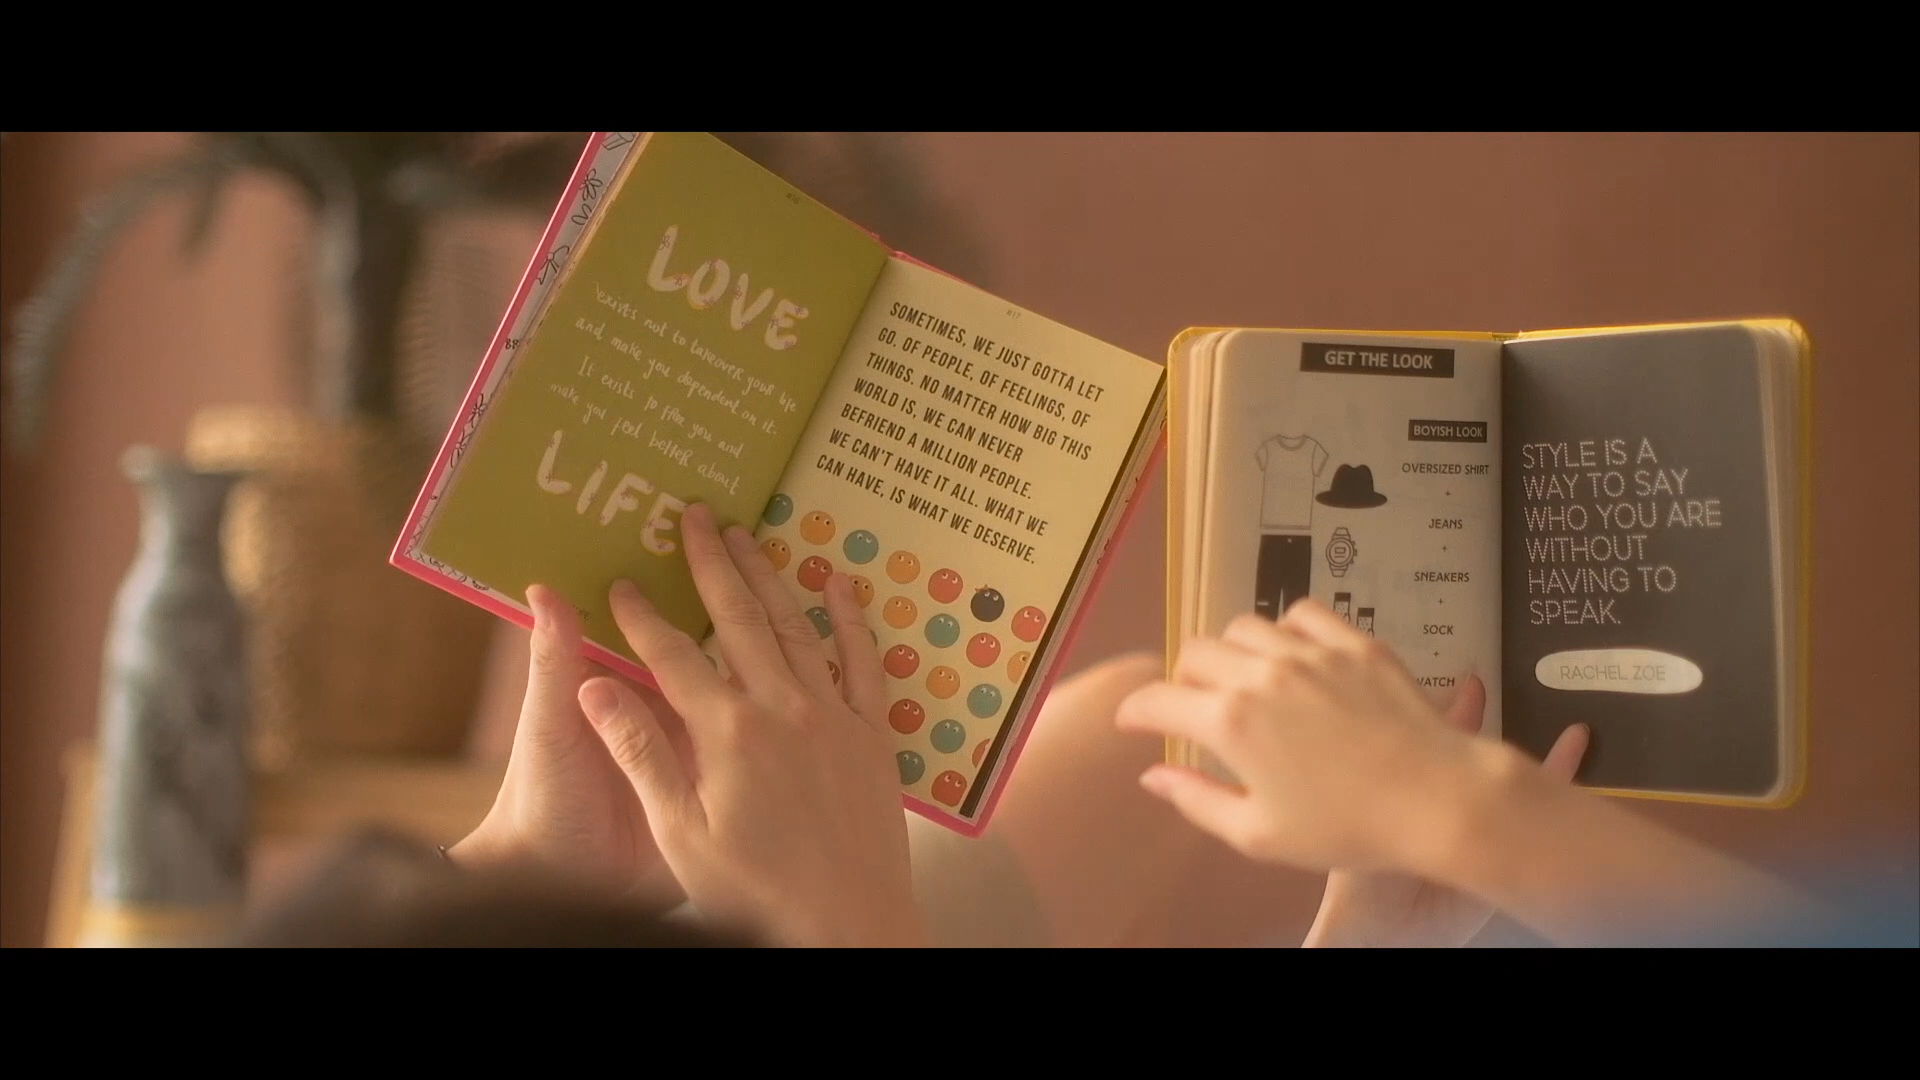 #16
LOVE
exists not to takeover your life
and make you dependent on it.
It exists to free you and
make you feel better about
LIFE
#17
SOMETIMES, WE JUST GOTTA LET
GO. OF PEOPLE, OF FEELINGS, OF
THINGS. NO MATTER HOW BIG THIS
WORLD IS, WE CAN NEVER
BEFRIEND A MILLION PEOPLE.
WE CAN'T HAVE IT ALL. WHAT WE
CAN HAVE, IS WHAT WE DESERVE.
GET THE LOOK
BOYISH LOOK
OVERSIZED SHIRT
+
JEANS
+
SNEAKERS
+
SOCK
+
WATCH
STYLE IS A
WAY TO SAY
WHO YOU ARE
WITHOUT
HAVING TO
SPEAK
RACHEL ZOE